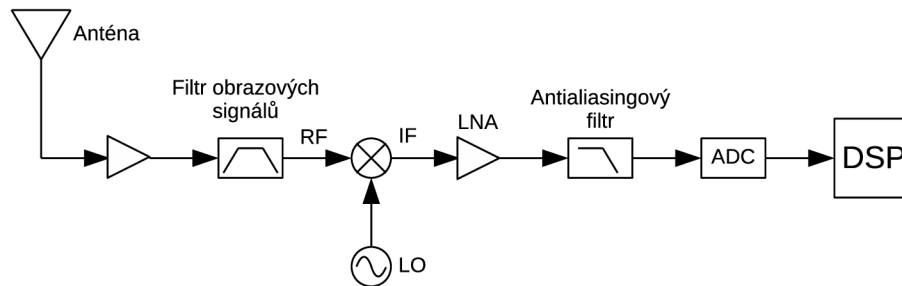 Anténa
Filtr obrazových
signálů
RF
IF
LNA
Antialiasingový
filtr
ADC
DSP
LO